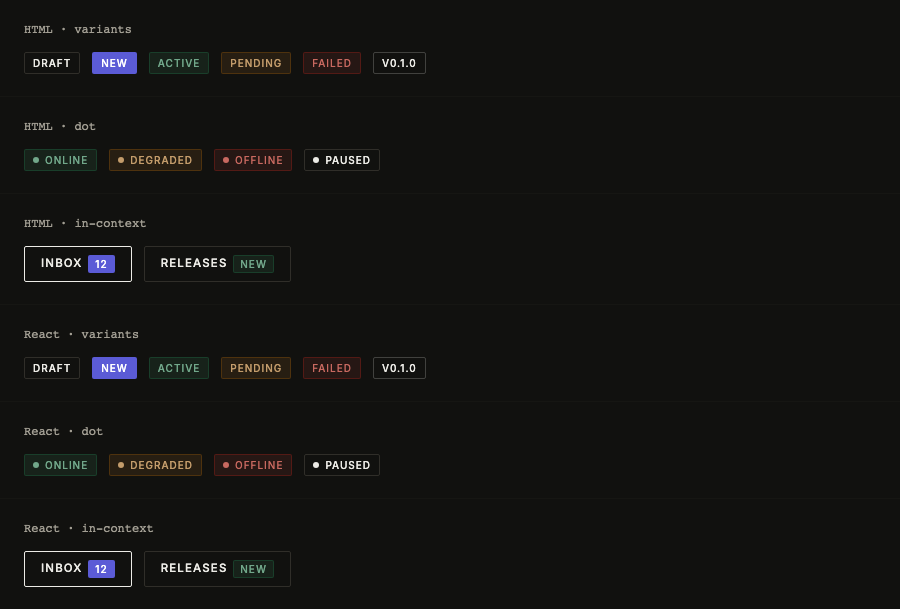 HTML · variants
DRAFT NEW ACTIVE PENDING FAILED V0.1.0
HTML · dot
ONLINE DEGRADED OFFLINE PAUSED
HTML · in-context
INBOX 12 RELEASES NEW
React · variants
DRAFT NEW ACTIVE PENDING FAILED V0.1.0
React · dot
ONLINE DEGRADED OFFLINE PAUSED
React · in-context
INBOX 12 RELEASES NEW